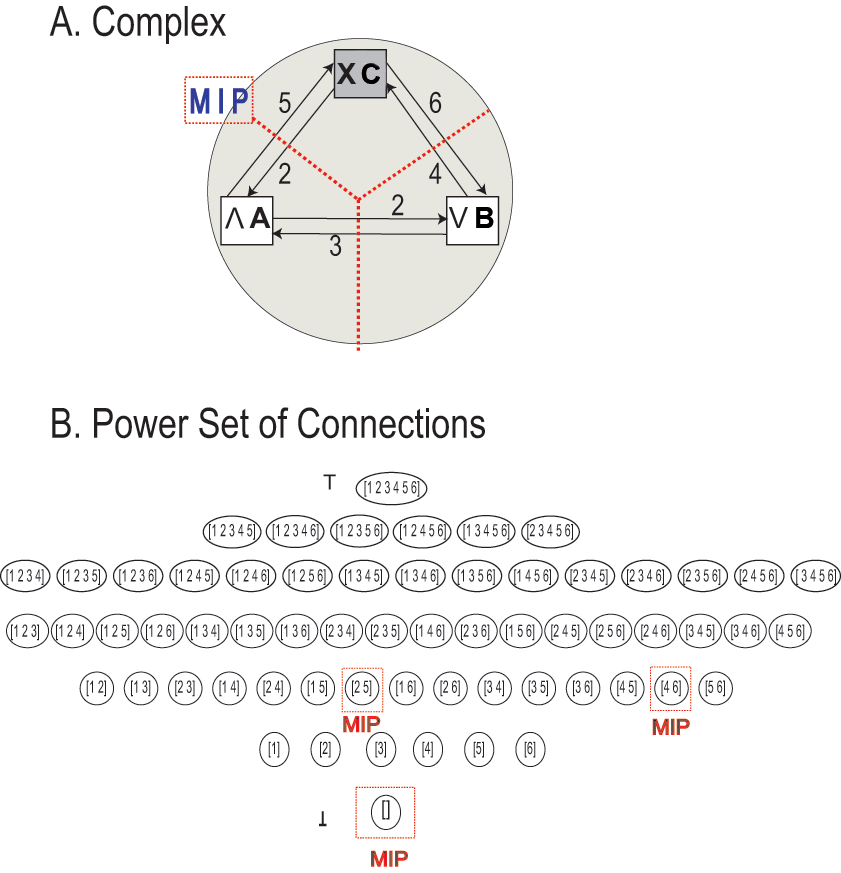 A. Complex
X C
M I P
5
6
2
4
Λ A
2
V B
3
B. Power Set of Connections
⊤ [1 2 3 4 5 6]
[1 2 3 4 5] [1 2 3 4 6] [1 2 3 5 6] [1 2 4 5 6] [1 3 4 5 6] [2 3 4 5 6]
[1 2 3 4] [1 2 3 5] [1 2 3 6] [1 2 4 5] [1 2 4 6] [1 2 5 6] [1 3 4 5] [1 3 4 6] [1 3 5 6] [1 4 5 6] [2 3 4 5] [2 3 4 6] [2 3 5 6] [2 4 5 6] [3 4 5 6]
[1 2 3] [1 2 4] [1 2 5] [1 2 6] [1 3 4] [1 3 5] [1 3 6] [2 3 4] [2 3 5] [1 4 6] [2 3 6] [1 5 6] [2 4 5] [2 5 6] [2 4 6] [3 4 5] [3 4 6] [4 5 6]
[1 2] [1 3] [2 3] [1 4] [2 4] [1 5] [2 5] [1 6] [2 6] [3 4] [3 5] [3 6] [4 5] [4 6] [5 6]
MIP MIP
[1] [2] [3] [4] [5] [6]
⊥ []
MIP